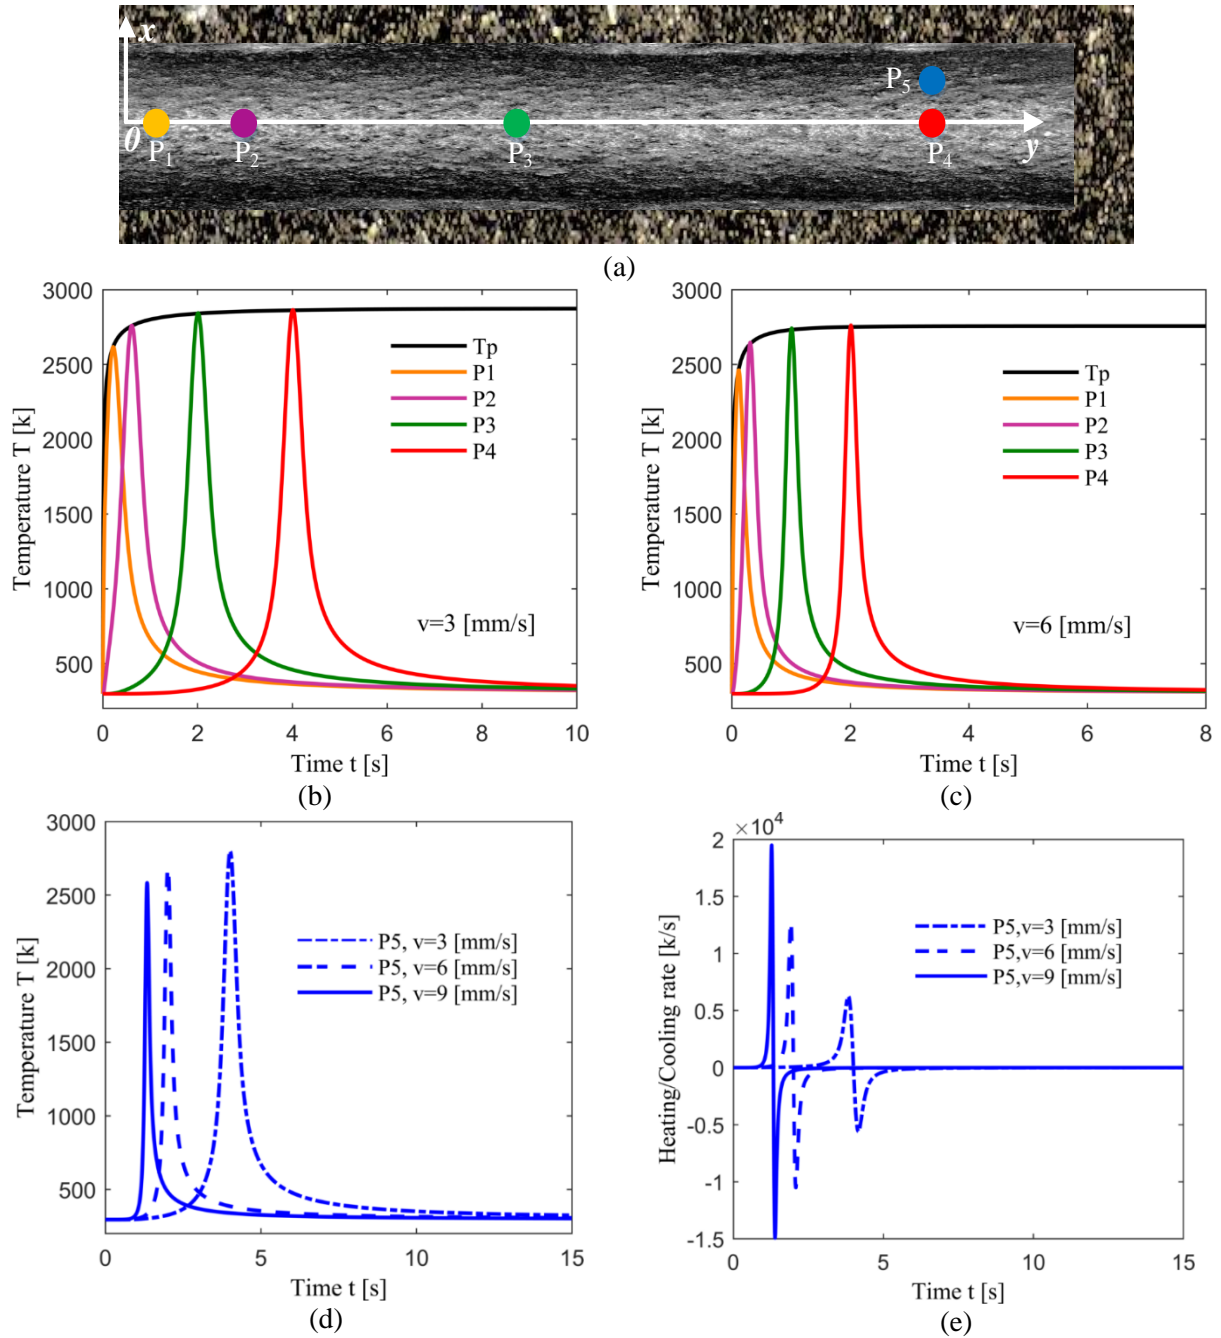 x
P5
0
P1
P2
P3
P4
y
(a)
3000
2500
2000
1500
1000
500
Temperature T [k]
Tp
P1
P2
P3
P4
v=3 [mm/s]
0 2 4 6 8 10
Time t [s]
(b)
3000
2500
2000
1500
1000
500
Temperature T [k]
Tp
P1
P2
P3
P4
v=6 [mm/s]
0 2 4 6 8
Time t [s]
(c)
3000
2500
2000
1500
1000
500
Temperature T [k]
P5, v=3 [mm/s]
P5, v=6 [mm/s]
P5, v=9 [mm/s]
0 5 10 15
Time t [s]
(d)
×10^4
2
1.5
1
0.5
0
-0.5
-1
-1.5
Heating/Cooling rate [k/s]
P5,v=3 [mm/s]
P5,v=6 [mm/s]
P5,v=9 [mm/s]
0 5 10 15
Time t [s]
(e)